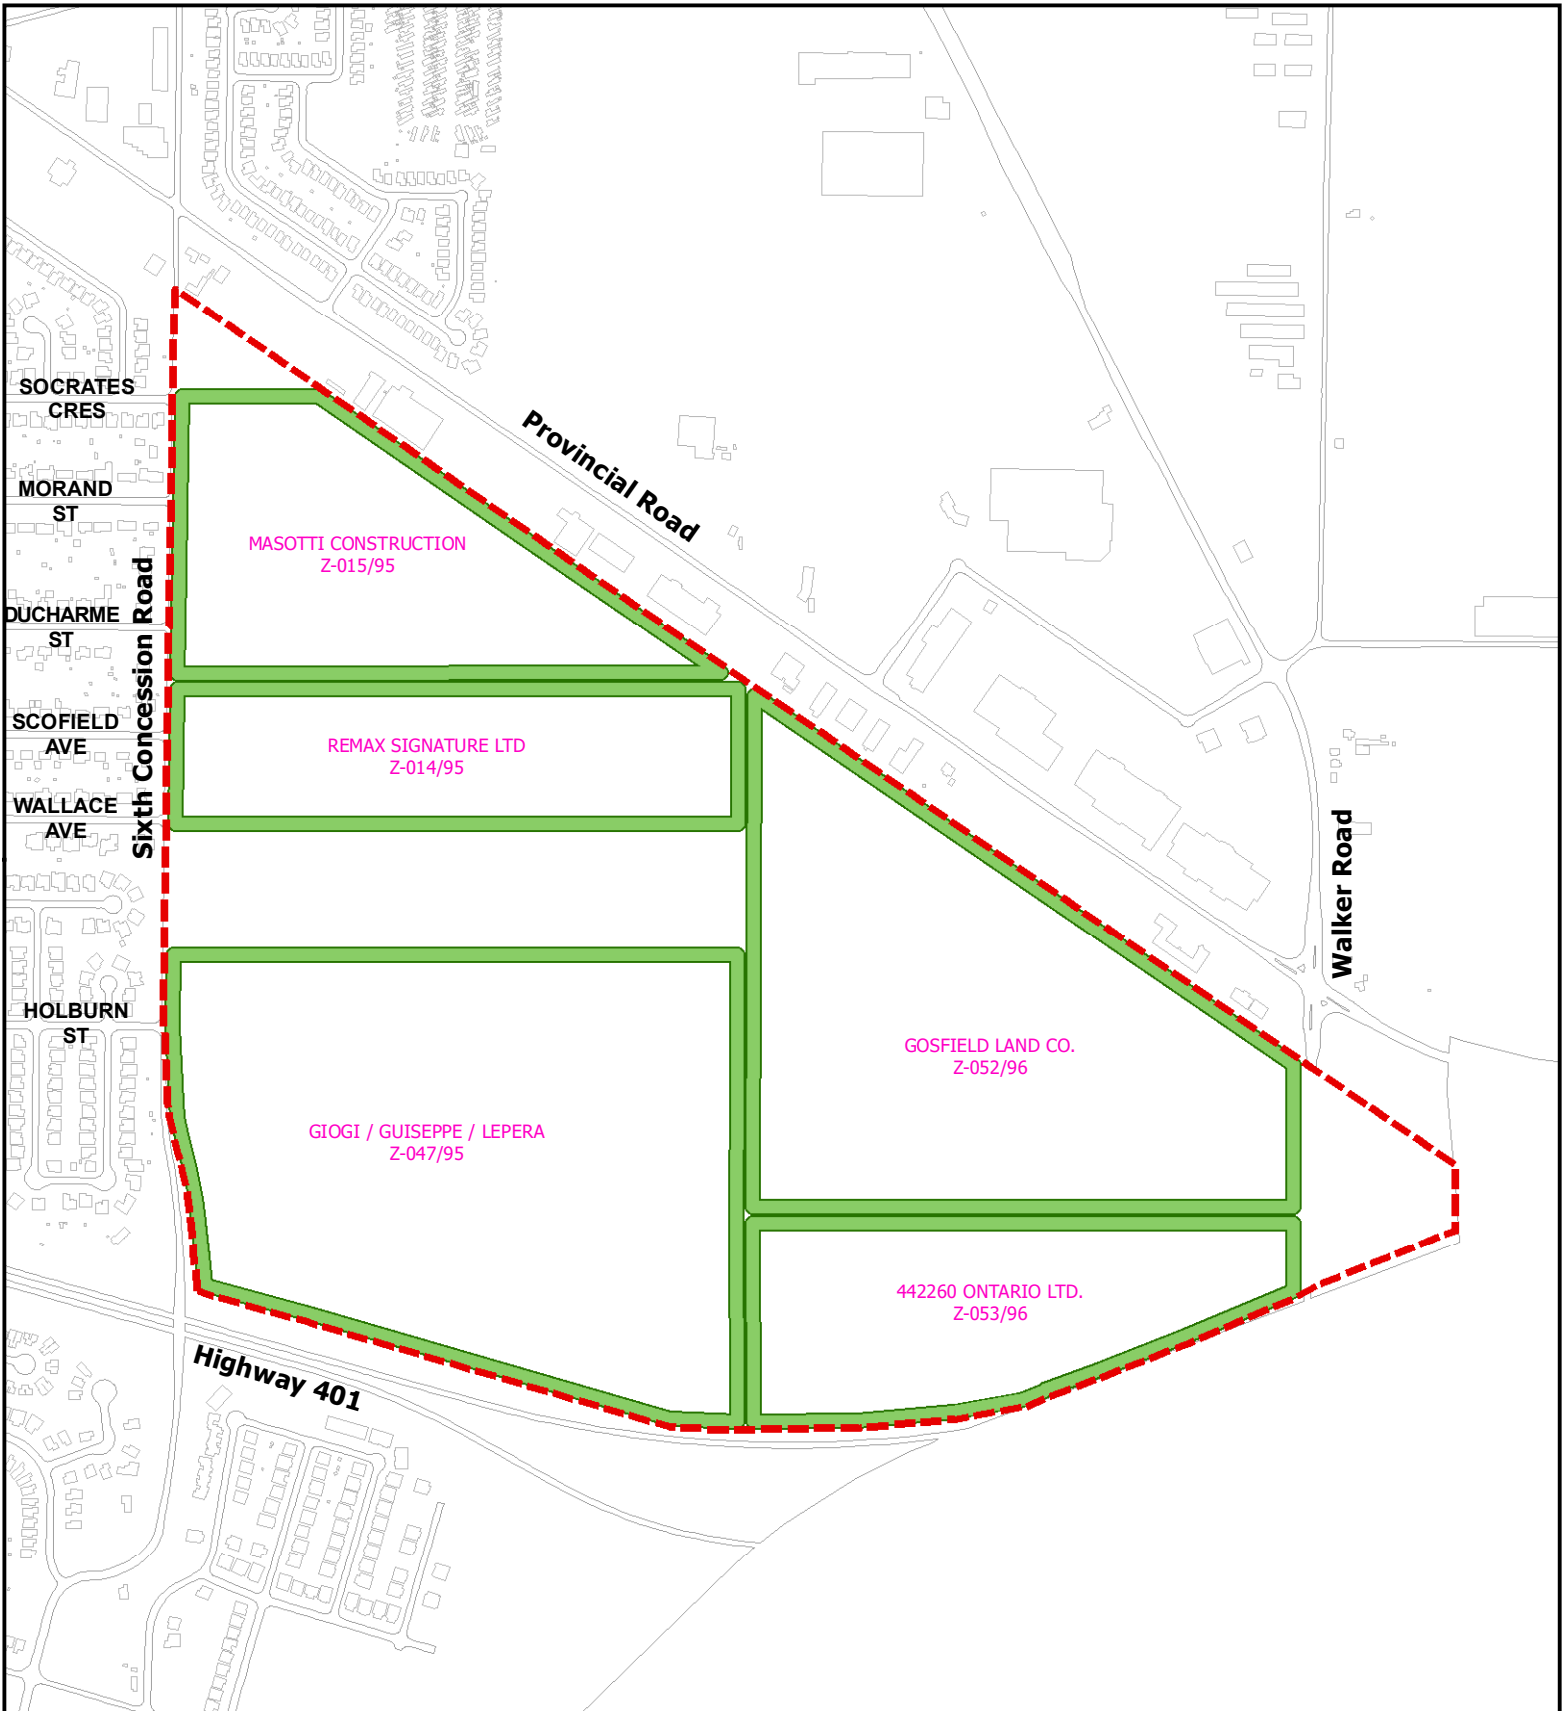 SOCRATES
CRES
Provincial Road
MORAND
ST
MASOTTI CONSTRUCTION
Z-015/95
DUCHARME
ST
Sixth Concession Road
SCOFIELD
AVE
REMAX SIGNATURE LTD
Z-014/95
WALLACE
AVE
Walker Road
HOLBURN
ST
GOSFIELD LAND CO.
Z-052/96
GIOGI / GUISEPPE / LEPERA
Z-047/95
442260 ONTARIO LTD.
Z-053/96
Highway 401